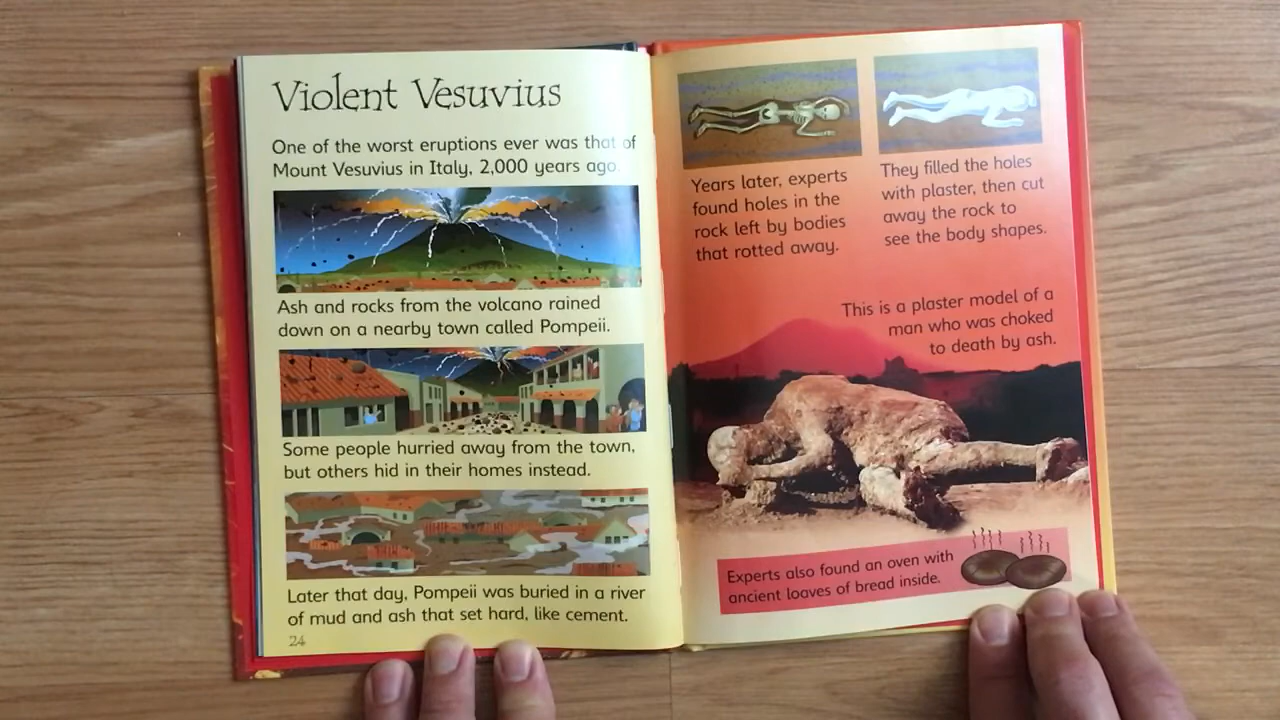 Violent Vesuvius
One of the worst eruptions ever was that of
Mount Vesuvius in Italy, 2,000 years ago.
Ash and rocks from the volcano rained
down on a nearby town called Pompeii.
Some people hurried away from the town,
but others hid in their homes instead.
Later that day, Pompeii was buried in a river
of mud and ash that set hard, like cement.
24
Years later, experts
found holes in the
rock left by bodies
that rotted away.
They filled the holes
with plaster, then cut
away the rock to
see the body shapes.
This is a plaster model of a
man who was choked
to death by ash.
Experts also found an oven with
ancient loaves of bread inside.